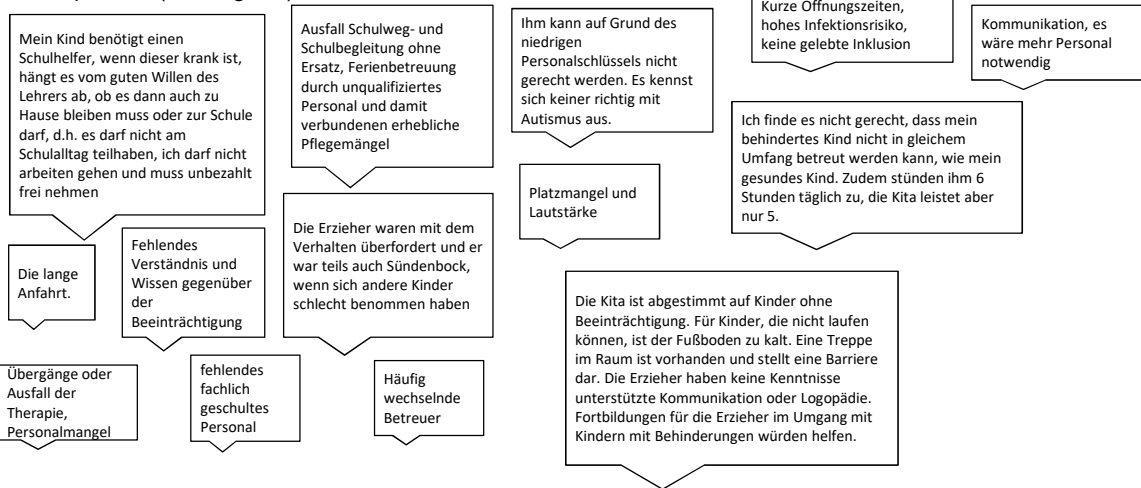 Mein Kind benötigt einen
Schulhelfer, wenn dieser krank ist,
hängt es vom guten Willen des
Lehrers ab, ob es dann auch zu
Hause bleiben muss oder zur Schule
darf, d.h. es darf nicht am
Schulalltag teilhaben, ich darf nicht
arbeiten gehen und muss unbezahlt
frei nehmen
Ausfall Schulweg- und
Schulbegleitung ohne
Ersatz, Ferienbetreuung
durch unqualifiziertes
Personal und damit
verbundenen erhebliche
Pflegemängel
Ihm kann auf Grund des
niedrigen
Personalschlüssels nicht
gerecht werden. Es kennst
sich keiner richtig mit
Autismus aus.
Kurze Öffnungszeiten,
hohes Infektionsrisiko,
keine gelebte Inklusion
Kommunikation, es
wäre mehr Personal
notwendig
Ich finde es nicht gerecht, dass mein
behindertes Kind nicht in gleichem
Umfang betreut werden kann, wie mein
gesundes Kind. Zudem stünden ihm 6
Stunden täglich zu, die Kita leistet aber
nur 5.
Platzmangel und
Lautstärke
Die lange
Anfahrt.
Fehlendes
Verständnis und
Wissen gegenüber
der
Beeinträchtigung
Die Erzieher waren mit dem
Verhalten überfordert und er
war teils auch Sündenbock,
wenn sich andere Kinder
schlecht benommen haben
Die Kita ist abgestimmt auf Kinder ohne
Beeinträchtigung. Für Kinder, die nicht laufen
können, ist der Fußboden zu kalt. Eine Treppe
im Raum ist vorhanden und stellt eine Barriere
dar. Die Erzieher haben keine Kenntnisse
unterstützte Kommunikation oder Logopädie.
Fortbildungen für die Erzieher im Umgang mit
Kindern mit Behinderungen würden helfen.
Übergänge oder
Ausfall der
Therapie,
Personalmangel
fehlendes
fachlich
geschultes
Personal
Häufig
wechselnde
Betreuer